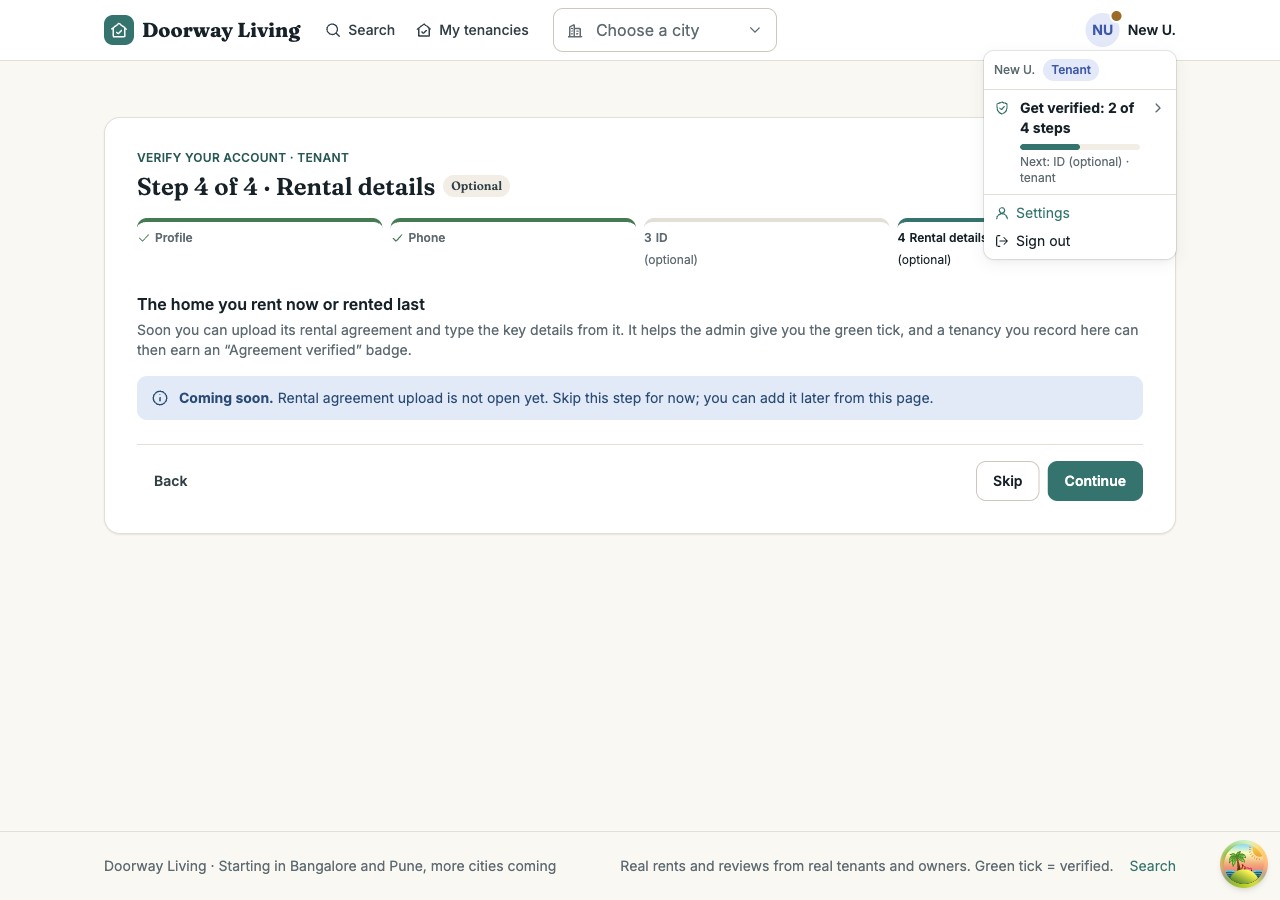 Doorway Living
Search
My tenancies
Choose a city
NU
New U.
New U.
Tenant
Get verified: 2 of
4 steps
Next: ID (optional) ·
tenant
Settings
Sign out
VERIFY YOUR ACCOUNT · TENANT
Step 4 of 4 · Rental details
Optional
Profile
Phone
3 ID
(optional)
4 Rental details
(optional)
The home you rent now or rented last
Soon you can upload its rental agreement and type the key details from it. It helps the admin give you the green tick, and a tenancy you record here can
then earn an “Agreement verified” badge.
Coming soon. Rental agreement upload is not open yet. Skip this step for now; you can add it later from this page.
Back
Skip
Continue
Doorway Living · Starting in Bangalore and Pune, more cities coming
Real rents and reviews from real tenants and owners. Green tick = verified.
Search